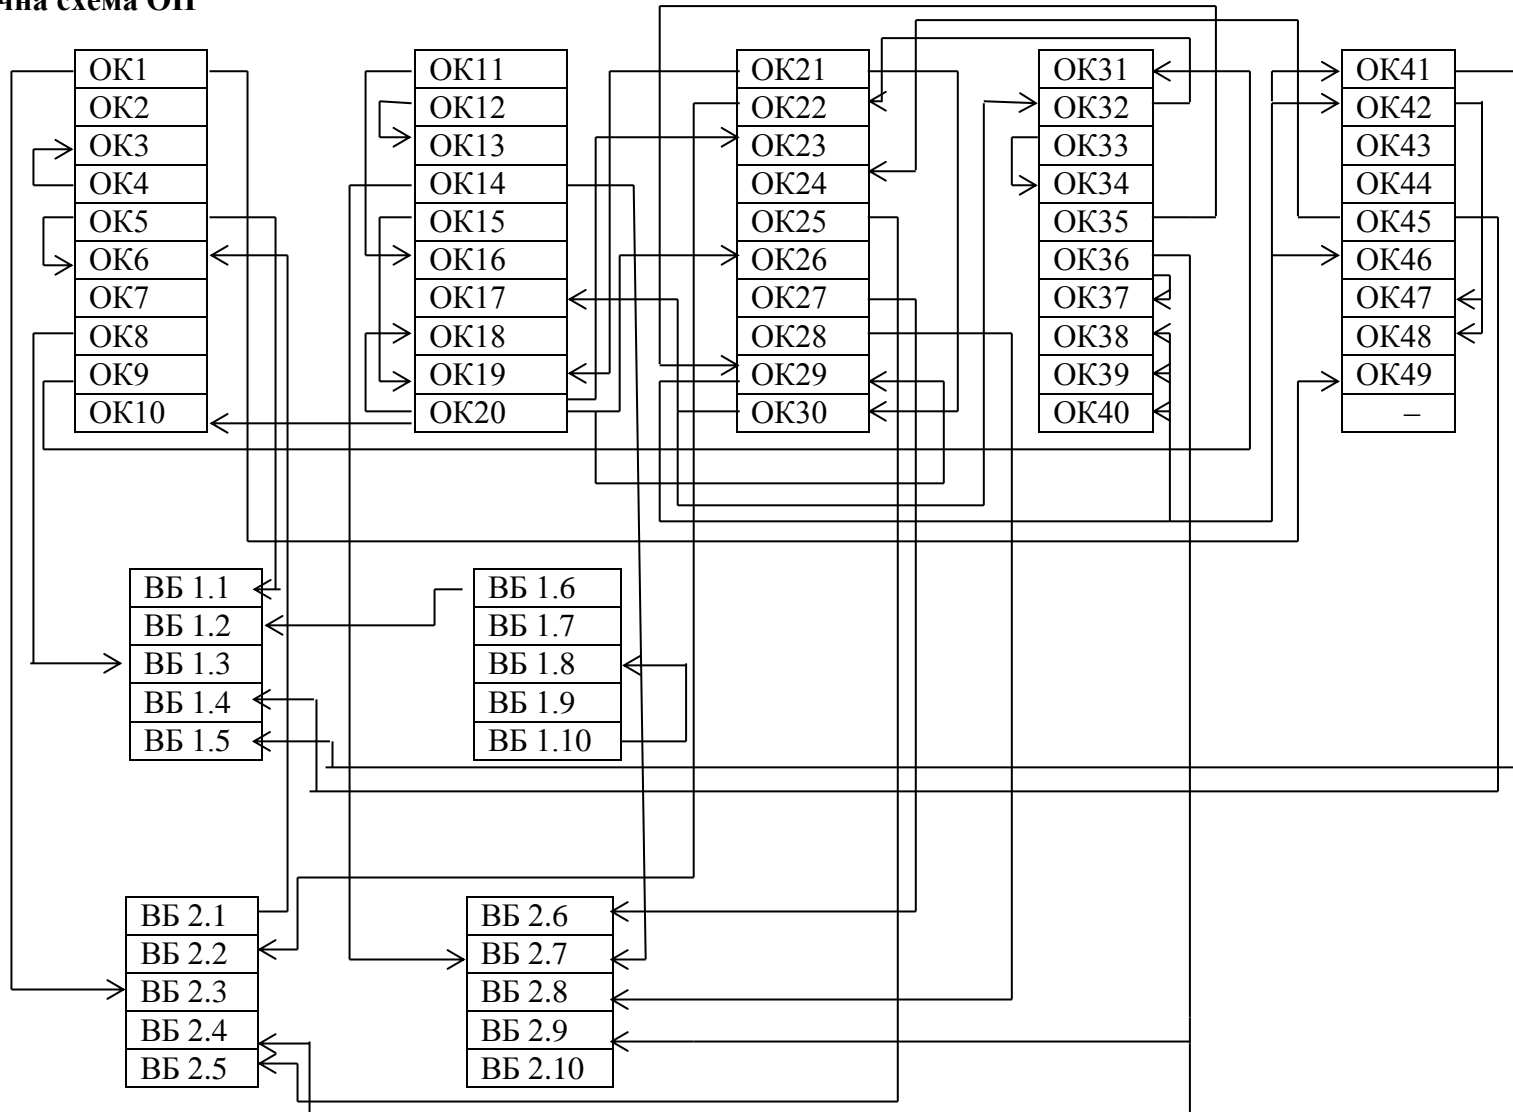 чна схема ОП
ОК1
ОК2
ОК3
ОК4
ОК5
ОК6
ОК7
ОК8
ОК9
ОК10
ОК11
ОК12
ОК13
ОК14
ОК15
ОК16
ОК17
ОК18
ОК19
ОК20
ОК21
ОК22
ОК23
ОК24
ОК25
ОК26
ОК27
ОК28
ОК29
ОК30
ОК31
ОК32
ОК33
ОК34
ОК35
ОК36
ОК37
ОК38
ОК39
ОК40
ОК41
ОК42
ОК43
ОК44
ОК45
ОК46
ОК47
ОК48
ОК49
–
ВБ 1.1
ВБ 1.2
ВБ 1.3
ВБ 1.4
ВБ 1.5
ВБ 1.6
ВБ 1.7
ВБ 1.8
ВБ 1.9
ВБ 1.10
ВБ 2.1
ВБ 2.2
ВБ 2.3
ВБ 2.4
ВБ 2.5
ВБ 2.6
ВБ 2.7
ВБ 2.8
ВБ 2.9
ВБ 2.10